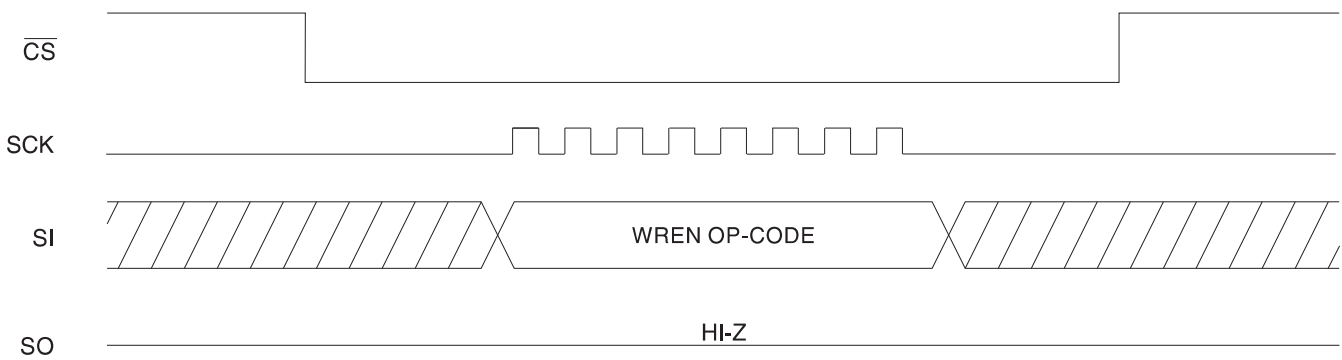 CS
SCK
SI
WREN OP-CODE
SO
HI-Z